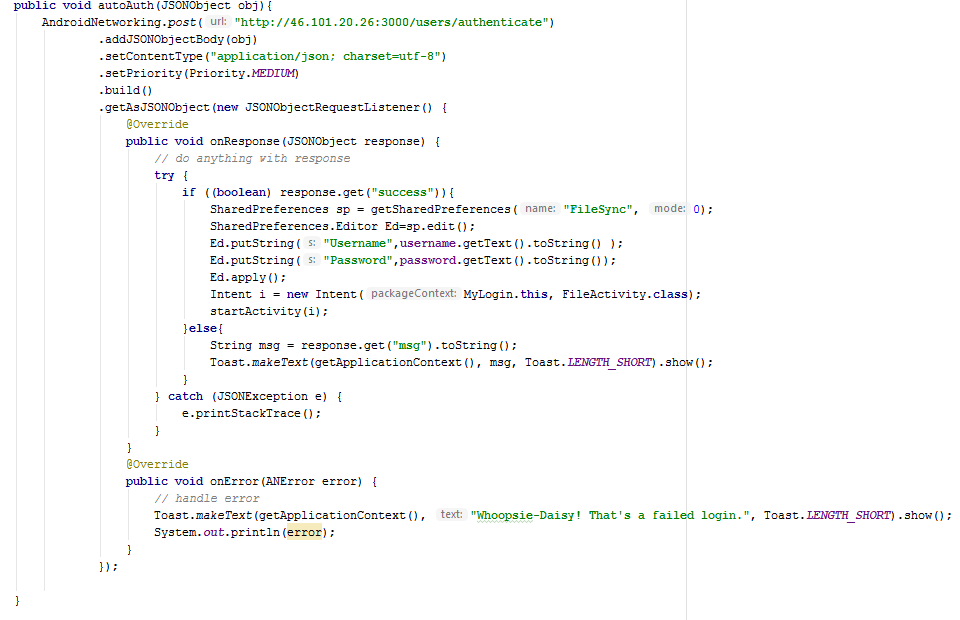 public void autoAuth(JSONObject obj){
AndroidNetworking.post( url: "http://46.101.20.26:3000/users/authenticate")
.addJSONObjectBody(obj)
.setContentType("application/json; charset=utf-8")
.setPriority(Priority.MEDIUM)
.build()
.getAsJSONObject(new JSONObjectRequestListener() {
@Override
public void onResponse(JSONObject response) {
// do anything with response
try {
if ((boolean) response.get("success")){
SharedPreferences sp = getSharedPreferences( name: "FileSync", mode: 0);
SharedPreferences.Editor Ed=sp.edit();
Ed.putString( s: "Username",username.getText().toString() );
Ed.putString( s: "Password",password.getText().toString());
Ed.apply();
Intent i = new Intent( packageContext: MyLogin.this, FileActivity.class);
startActivity(i);
}else{
String msg = response.get("msg").toString();
Toast.makeText(getApplicationContext(), msg, Toast.LENGTH_SHORT).show();
}
} catch (JSONException e) {
e.printStackTrace();
}
}
@Override
public void onError(ANError error) {
// handle error
Toast.makeText(getApplicationContext(), text: "Whoopsie-Daisy! That's a failed login.", Toast.LENGTH_SHORT).show();
System.out.println(error);
}
});
}